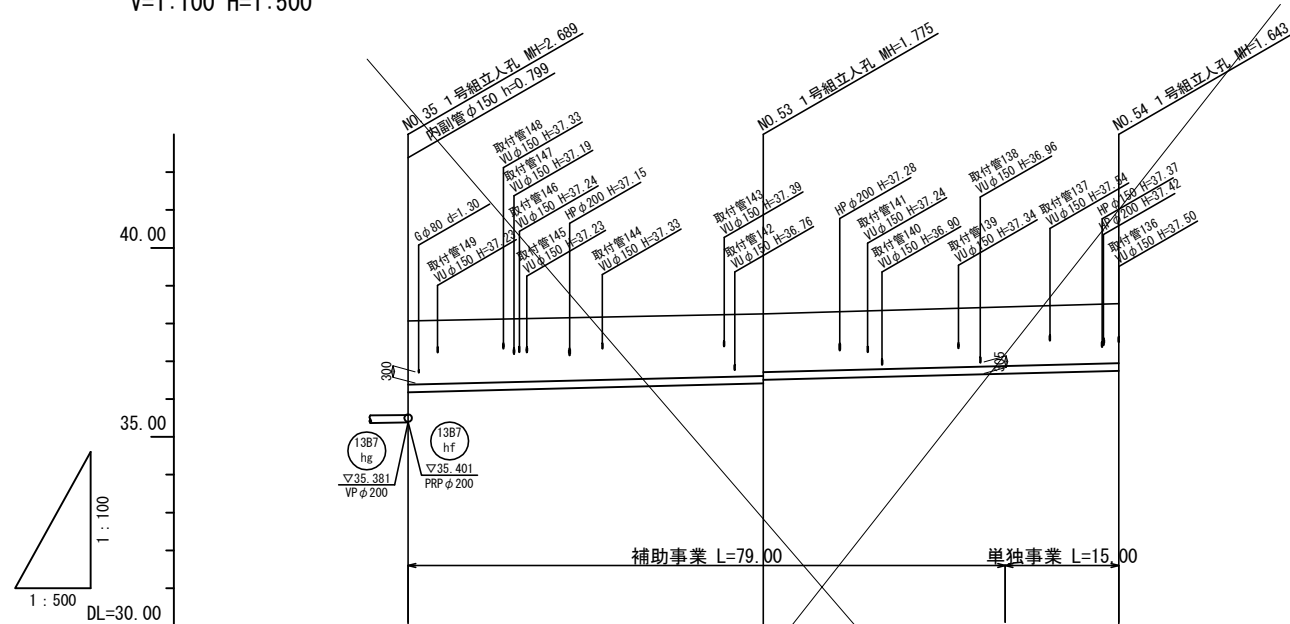 V=1:100 H=1:500
NO.35 1号組立人孔 MH=2.689
内副管φ150 h=0.799
NO.53 1号組立人孔 MH=1.775
NO.54 1号組立人孔 MH=1.643
取付管148
VUφ150 H=37.33
取付管147
VUφ150 H=37.19
取付管146
VUφ150 H=37.24
HPφ200 H=37.15
Gφ80 d=1.30
取付管149
VUφ150 H=37.23
取付管145
VUφ150 H=37.23
取付管144
VUφ150 H=37.33
取付管143
VUφ150 H=37.39
取付管142
VUφ150 H=36.76
HPφ200 H=37.28
取付管141
VUφ150 H=37.24
取付管140
VUφ150 H=36.90
取付管138
VUφ150 H=36.96
取付管139
VUφ150 H=37.34
取付管137
VUφ150 H=37.54
HPφ150 H=37.37
HPφ200 H=37.42
取付管136
VUφ150 H=37.50
40.00
300
35.00
13B7
hg
▽35.381
VPφ200
13B7
hf
▽35.401
PRPφ200
1:100
1:500
補助事業 L=79.00
単独事業 L=15.00
DL=30.00